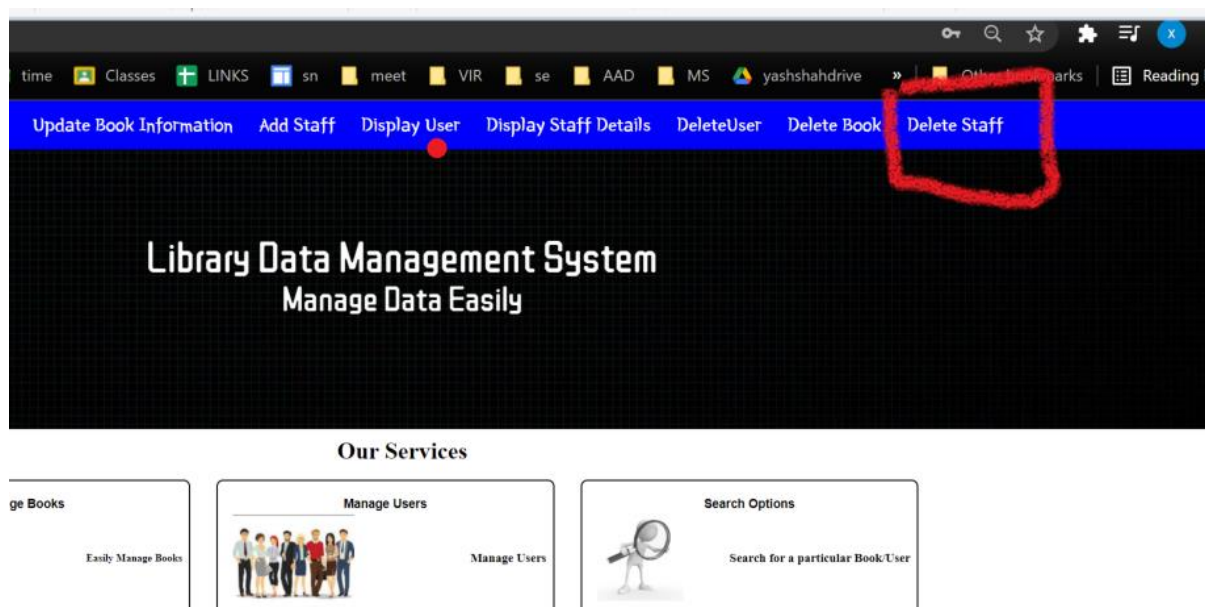 X
time Classes LINKS sn meet VIR se AAD MS yashshahdrive » Other bookmarks Reading
Update Book Information Add Staff Display User Display Staff Details DeleteUser Delete Book Delete Staff
Library Data Management System
Manage Data Easily
Our Services
ge Books
Easily Manage Books
Manage Users
Manage Users
Search Options
Search for a particular Book/User